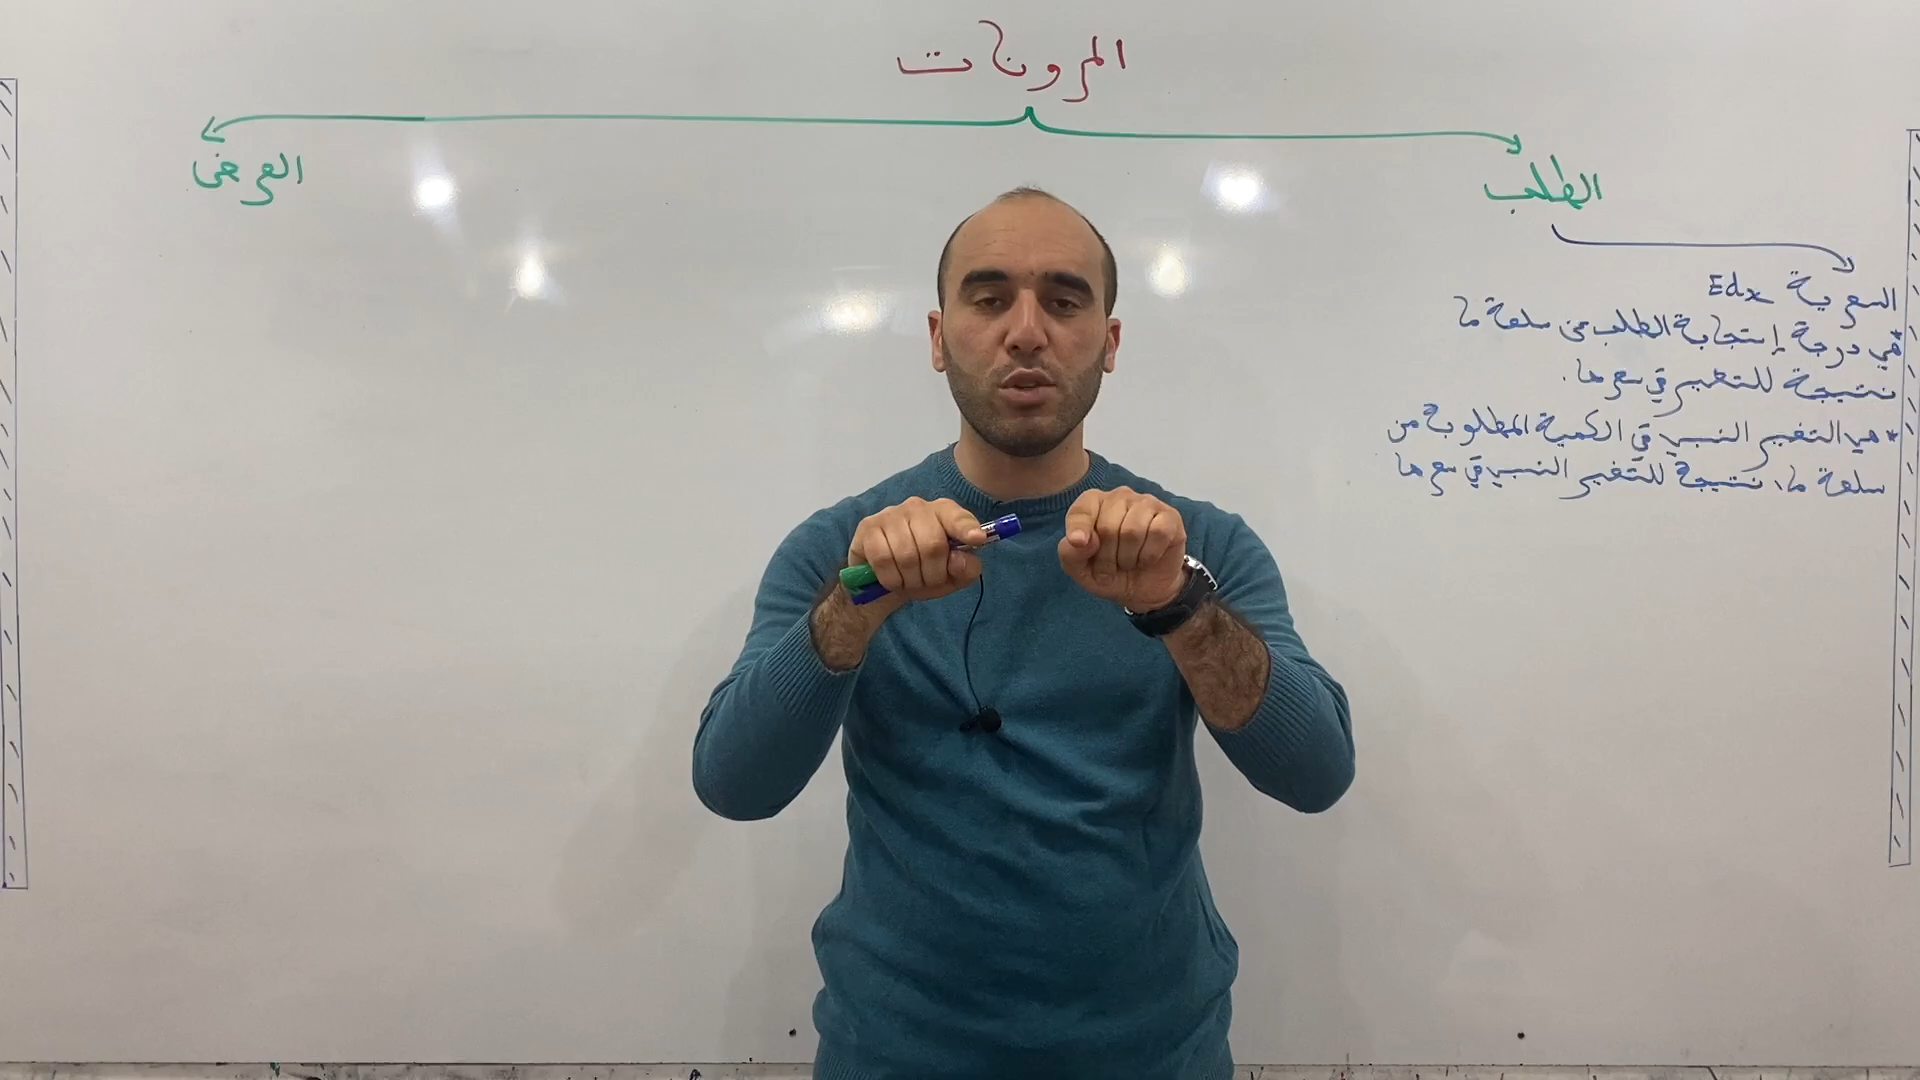 المرونات
الطلب
العرض
السعرية Edx
*هي درجة إستجابة الطلب عن سلعة ما
نتيجة للتغير في سعرها.
* هي التغير النسبي في الكمية المطلوبة من
سلعة ما، نتيجة للتغير النسبي في سعرها